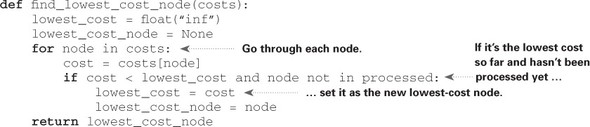 def find_lowest_cost_node(costs):
    lowest_cost = float(“inf”)
    lowest_cost_node = None
    for node in costs: Go through each node.
        cost = costs[node]
        if cost < lowest_cost and node not in processed:
            lowest_cost = cost … set it as the new lowest-cost node.
            lowest_cost_node = node
    return lowest_cost_node
If it’s the lowest cost
so far and hasn’t been
processed yet …